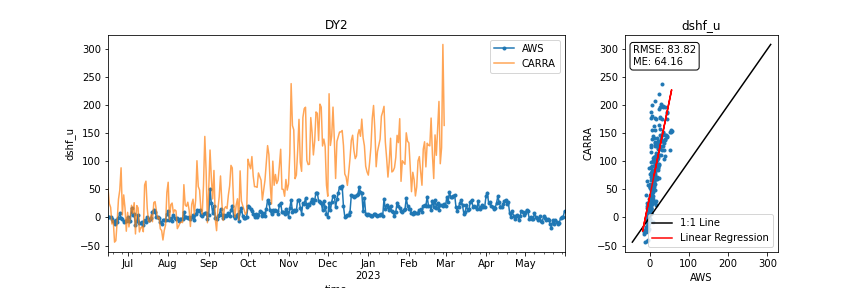 DY2
dshf_u
300
250
200
150
100
50
0
−50
Jul
Aug
Sep
Oct
Nov
Dec
Jan
2023
Feb
Mar
Apr
May
AWS
CARRA
dshf_u
CARRA
300
250
200
150
100
50
0
−50
RMSE: 83.82
ME: 64.16
1:1 Line
Linear Regression
0
100
200
300
AWS